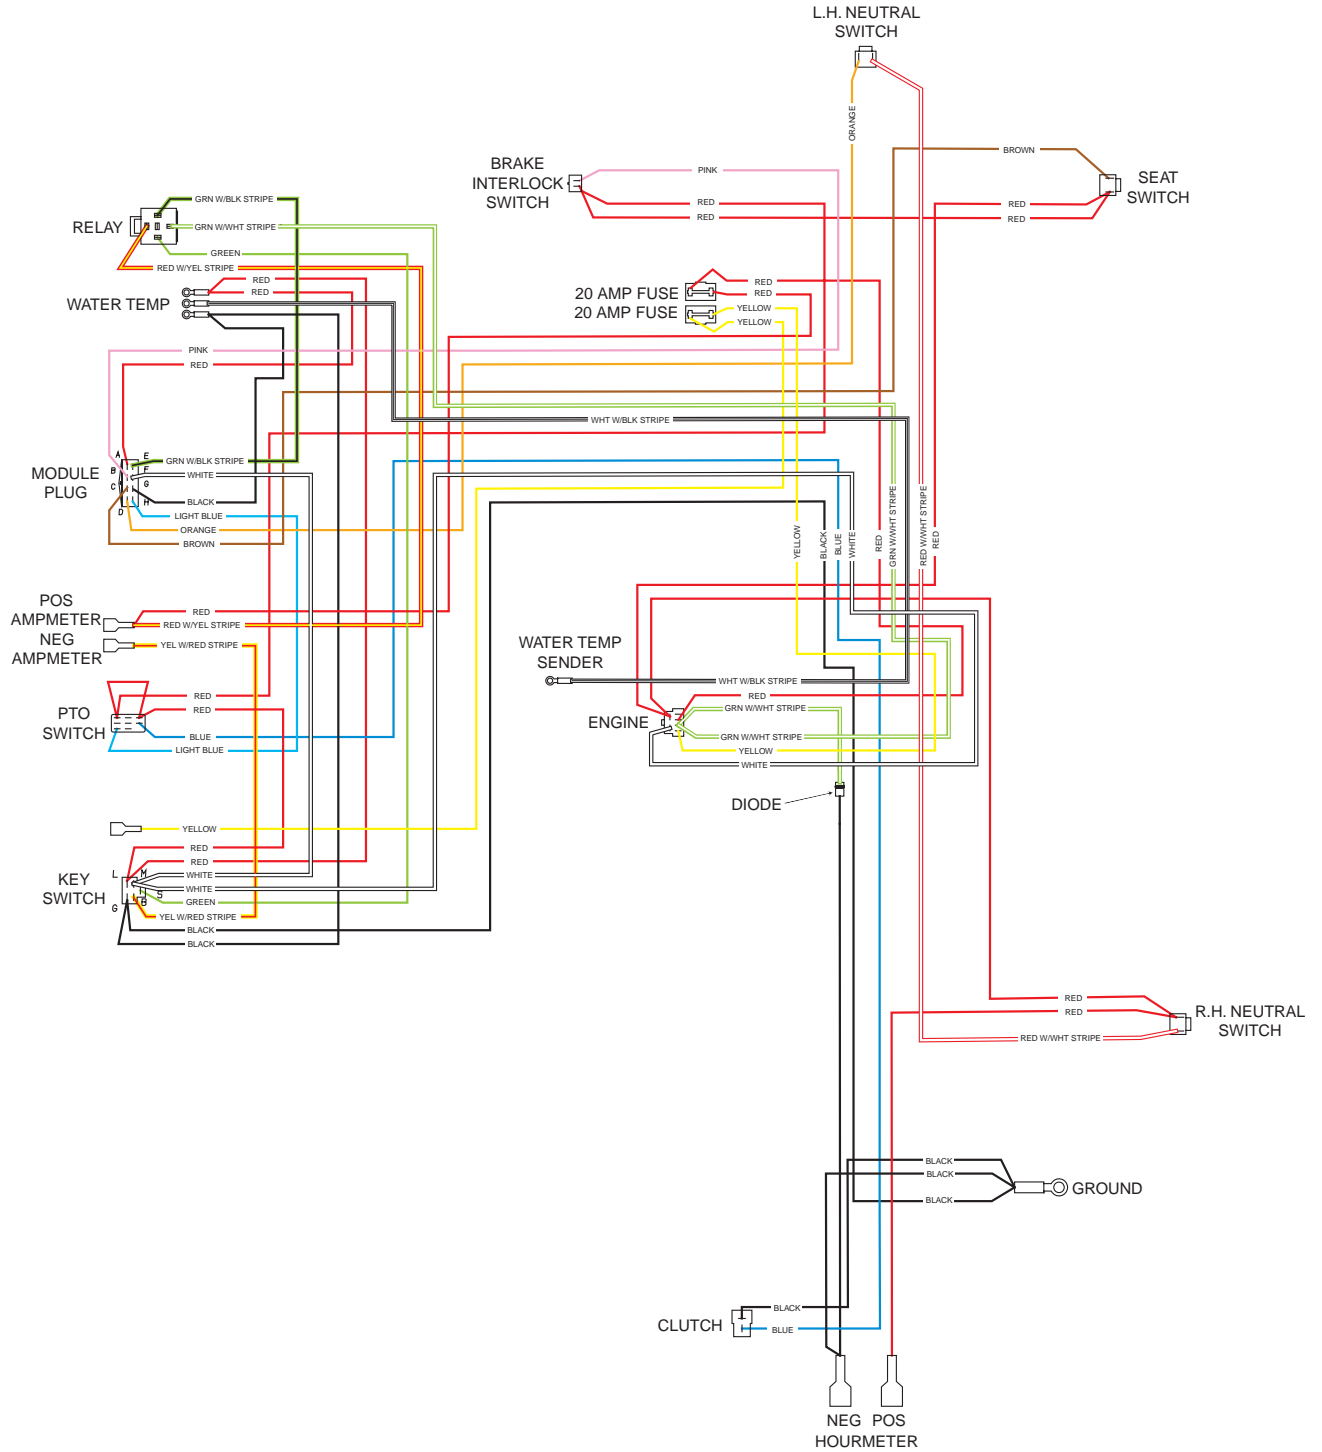 L.H. NEUTRAL
SWITCH
ORANGE
BROWN
BRAKE
INTERLOCK
SWITCH
PINK
RED
RED
RED
RED
SEAT
SWITCH
RELAY
GRN W/BLK STRIPE
GRN W/WHT STRIPE
GREEN
RED W/YEL STRIPE
RED
RED
WATER TEMP
20 AMP FUSE
20 AMP FUSE
RED
RED
YELLOW
YELLOW
PINK
RED
WHT W/BLK STRIPE
MODULE
PLUG
A
B
C
D
E
F
G
H
GRN W/BLK STRIPE
WHITE
BLACK
LIGHT BLUE
ORANGE
BROWN
YELLOW
BLACK
BLUE
WHITE
RED
GRN W/WHT STRIPE
RED W/WHT STRIPE
RED
POS
AMPMETER
NEG
AMPMETER
RED
RED W/YEL STRIPE
YEL W/RED STRIPE
WATER TEMP
SENDER
WHT W/BLK STRIPE
RED
GRN W/WHT STRIPE
ENGINE
GRN W/WHT STRIPE
YELLOW
WHITE
PTO
SWITCH
RED
RED
BLUE
LIGHT BLUE
DIODE
YELLOW
RED
RED
WHITE
WHITE
GREEN
YEL W/RED STRIPE
BLACK
BLACK
KEY
SWITCH
L
M
S
B
G
RED
RED
RED W/WHT STRIPE
R.H. NEUTRAL
SWITCH
BLACK
BLACK
BLACK
GROUND
CLUTCH
BLACK
BLUE
NEG POS
HOURMETER